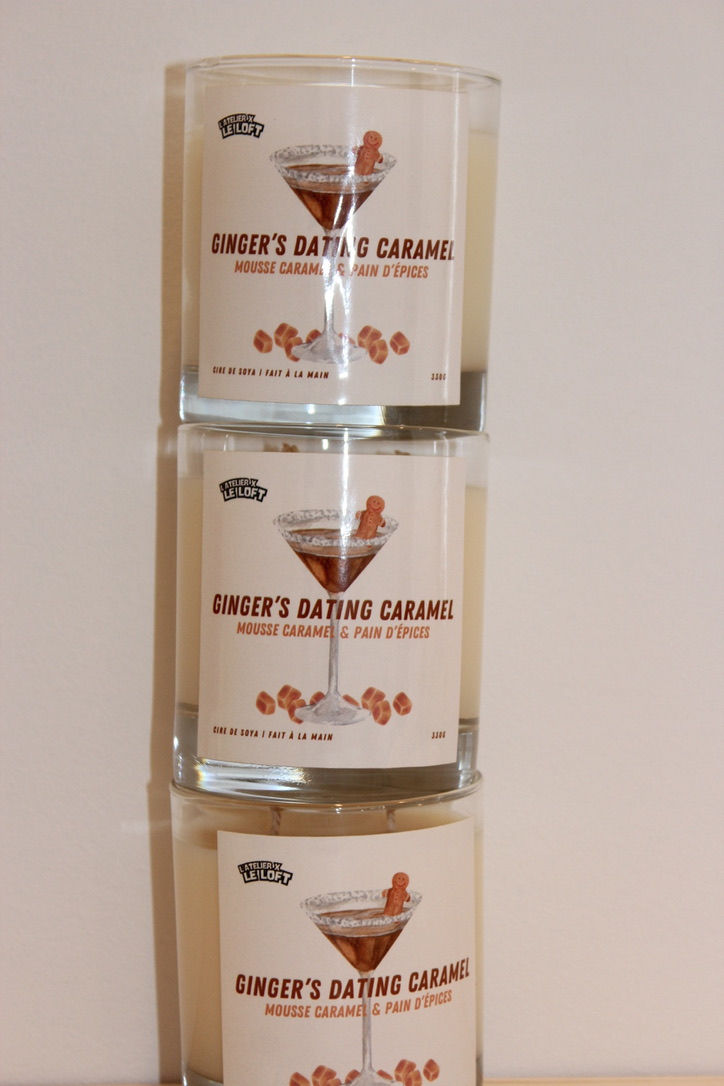 L'ATELIER X
LE LOFT
GINGER'S DATING CARAMEL
MOUSSE CARAMEL & PAIN D'ÉPICES
CIRE DE SOYA | FAIT À LA MAIN
330G
L'ATELIER X
LE LOFT
GINGER'S DATING CARAMEL
MOUSSE CARAMEL & PAIN D'ÉPICES
CIRE DE SOYA | FAIT À LA MAIN
330G
L'ATELIER X
LE LOFT
GINGER'S DATING CARAMEL
MOUSSE CARAMEL & PAIN D'ÉPICES